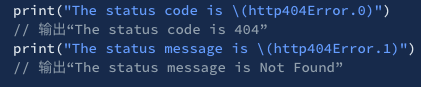 print("The status code is \(http404Error.0)")
// 输出“The status code is 404”
print("The status message is \(http404Error.1)")
// 输出“The status message is Not Found”